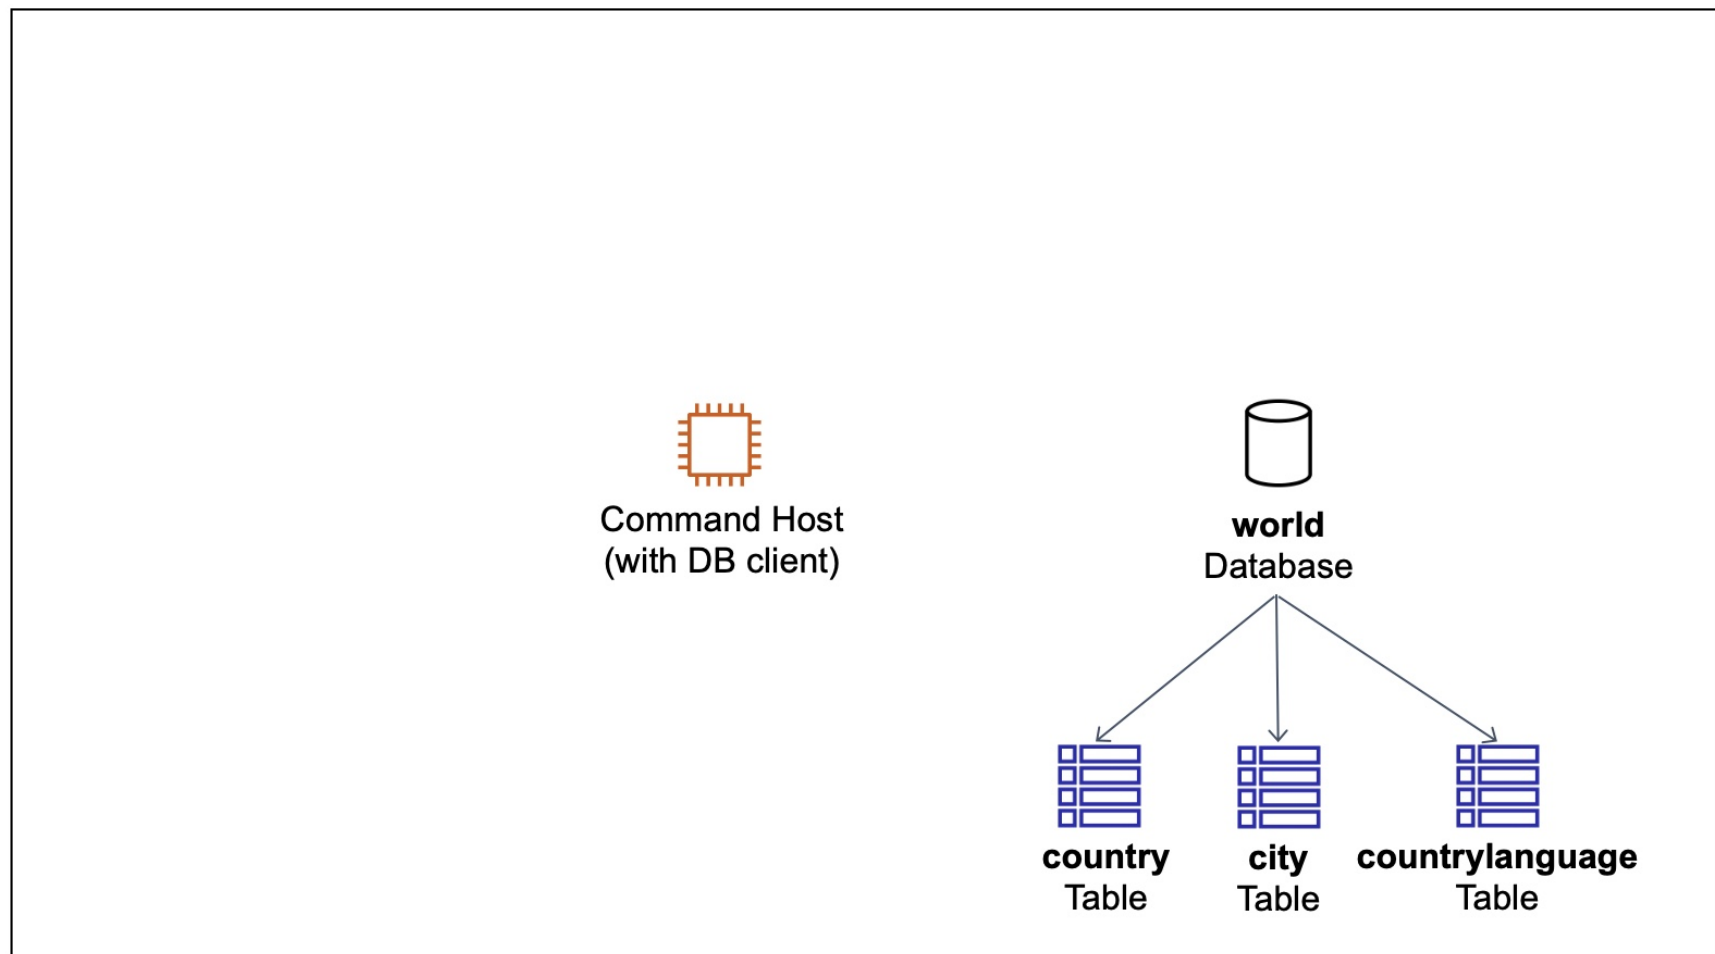 Command Host
(with DB client)
world
Database
country
Table
city
Table
countrylanguage
Table